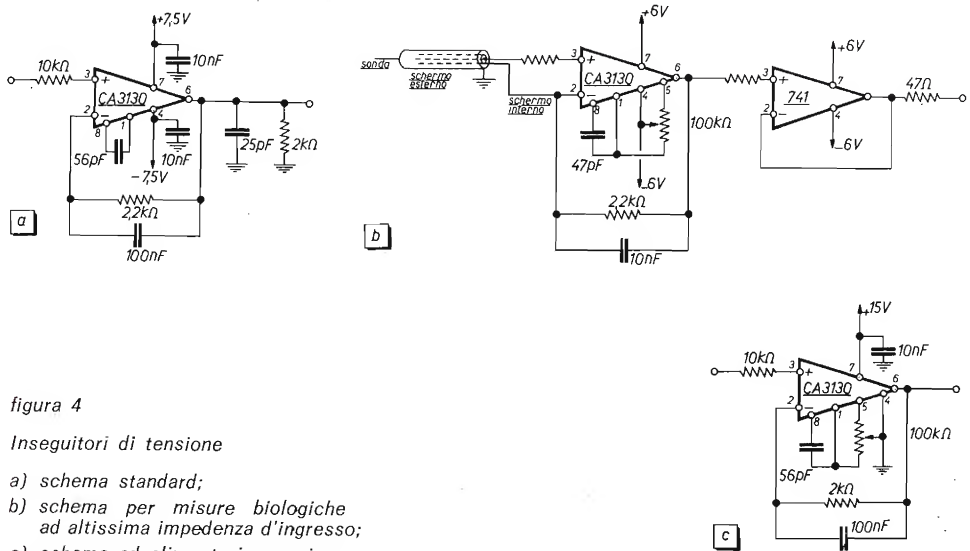 +7,5V
10nF
10kΩ
3
+
7
CA3130
6
2
−
8
1
4
56pF
10nF
−7,5V
25pF
2kΩ
2,2kΩ
100nF
a
+6V
sonda
schermo
esterno
schermo
interno
3
+
7
CA3130
6
2
−
8
1
4
5
100kΩ
47pF
−6V
2,2kΩ
10nF
b
+6V
3
+
7
741
2
−
4
−6V
47Ω
+15V
10nF
10kΩ
3
+
7
CA3130
6
2
−
8
1
5
4
100kΩ
56pF
2kΩ
100nF
c
figura 4
Inseguitori di tensione
a) schema standard;
b) schema per misure biologiche
ad altissima impedenza d'ingresso;